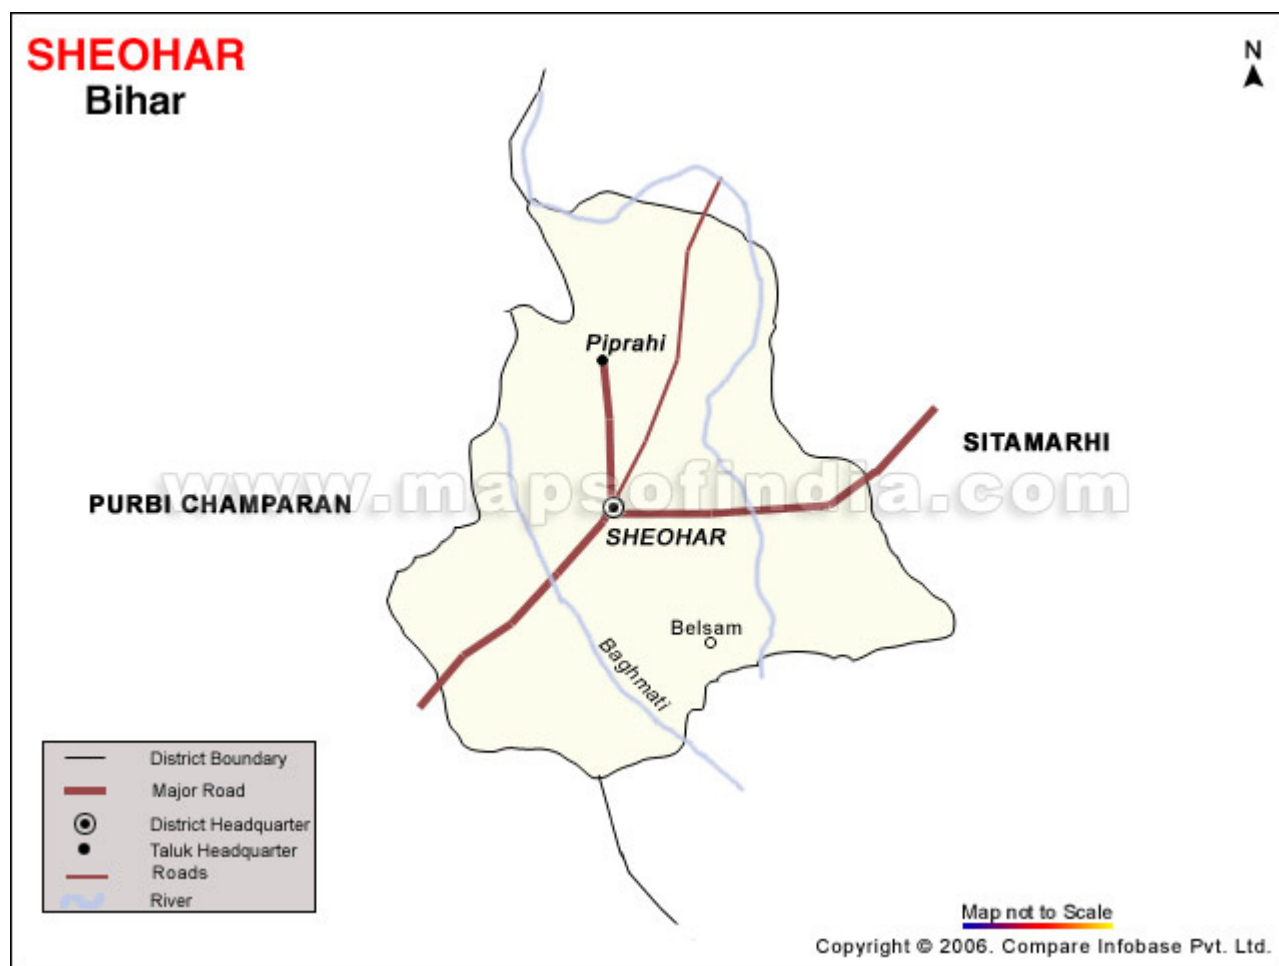 SHEOHAR
Bihar
N
Piprahi
SITAMARHI
www.mapsofindia.com
PURBI CHAMPARAN
SHEOHAR
Belsam
Baghmati
District Boundary
Major Road
District Headquarter
Taluk Headquarter
Roads
River
Map not to Scale
Copyright © 2006. Compare Infobase Pvt. Ltd.